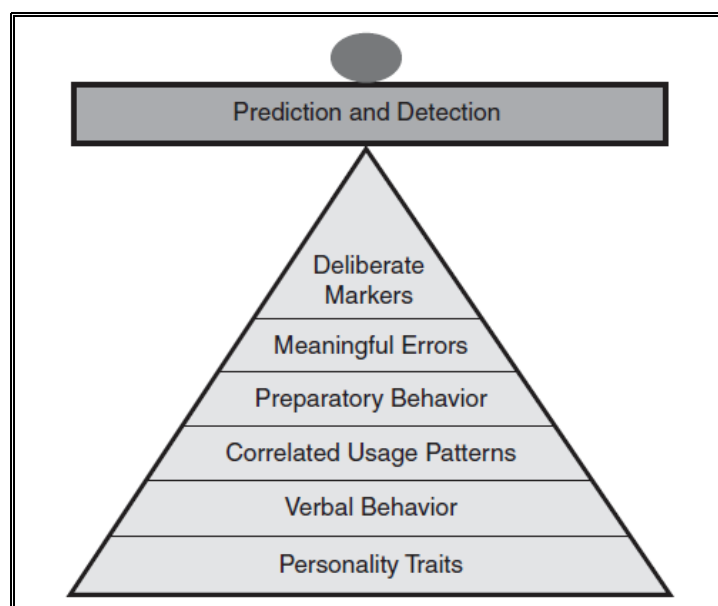 Prediction and Detection
Deliberate
Markers
Meaningful Errors
Preparatory Behavior
Correlated Usage Patterns
Verbal Behavior
Personality Traits